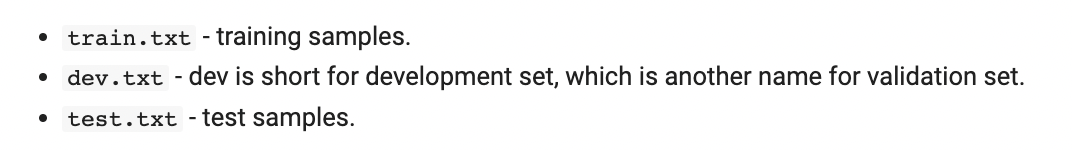 • train.txt - training samples.
• dev.txt - dev is short for development set, which is another name for validation set.
• test.txt - test samples.